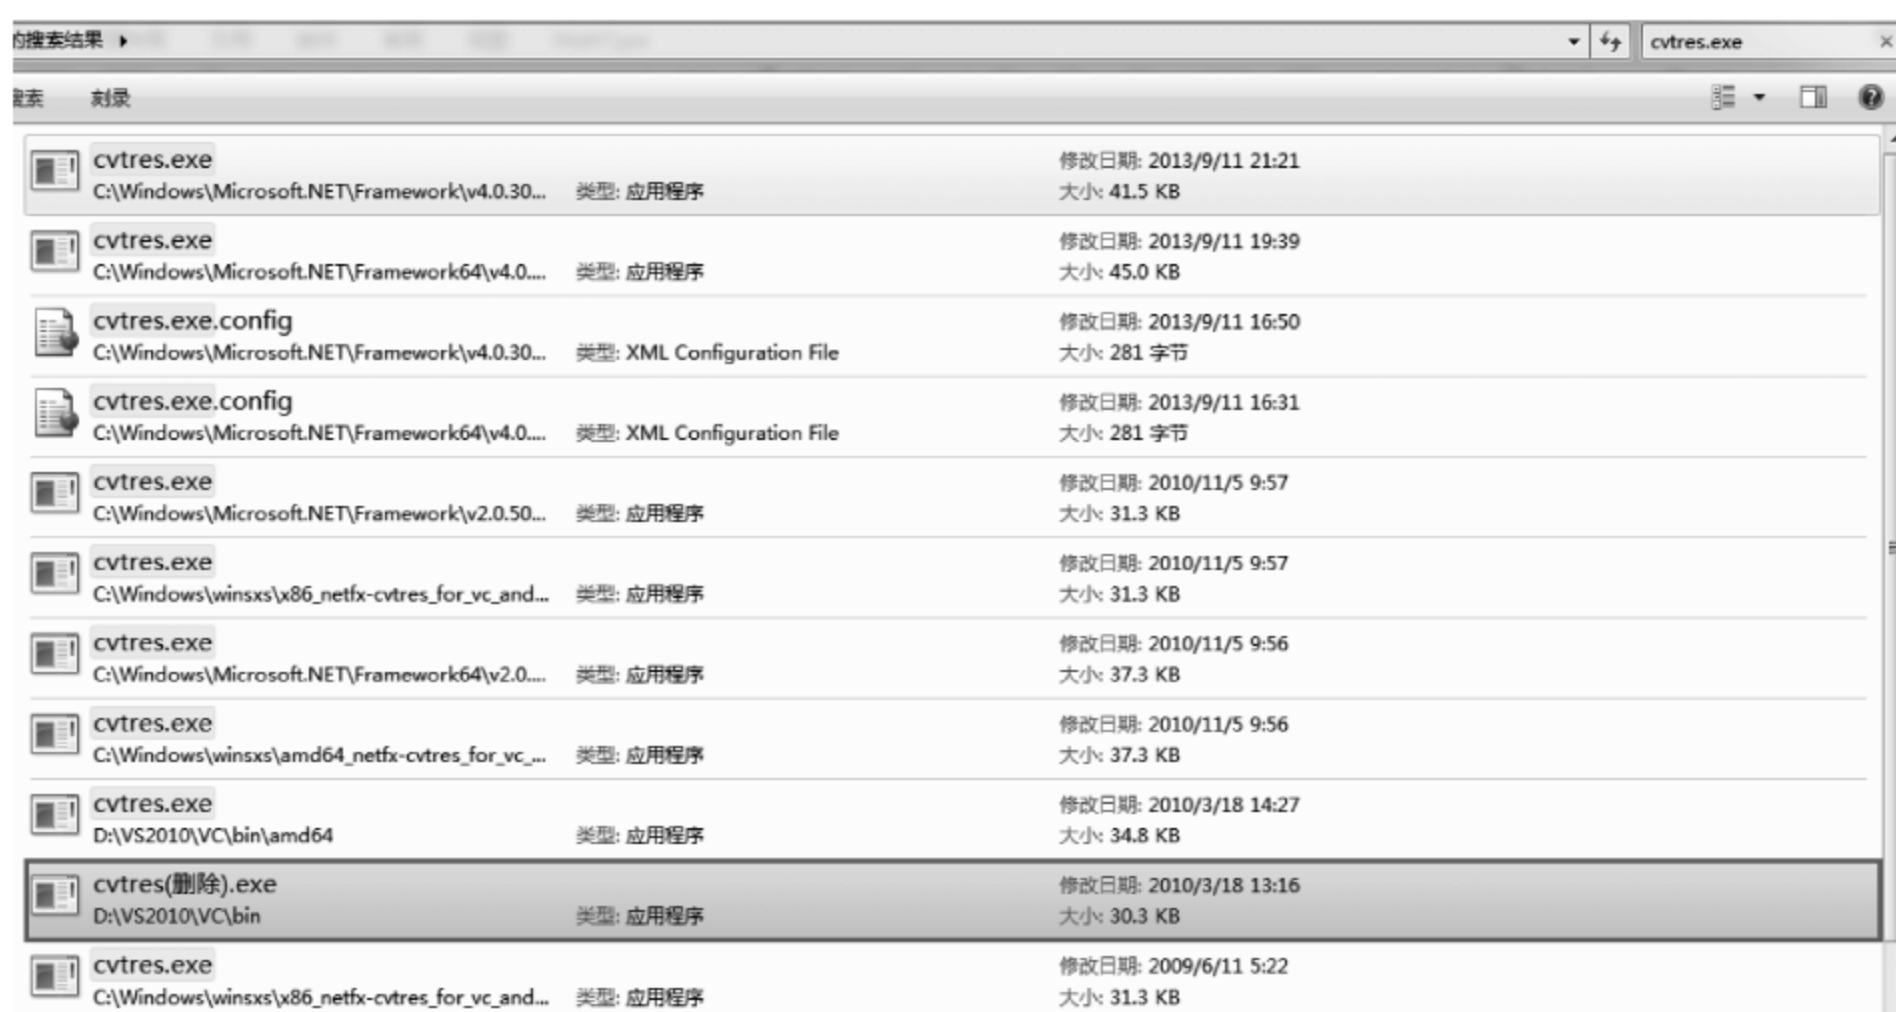 的搜索结果
cvtres.exe
搜索 刻录
cvtres.exe 修改日期: 2013/9/11 21:21
C:\Windows\Microsoft.NET\Framework\v4.0.30... 类型: 应用程序 大小: 41.5 KB
cvtres.exe 修改日期: 2013/9/11 19:39
C:\Windows\Microsoft.NET\Framework64\v4.0.... 类型: 应用程序 大小: 45.0 KB
cvtres.exe.config 修改日期: 2013/9/11 16:50
C:\Windows\Microsoft.NET\Framework\v4.0.30... 类型: XML Configuration File 大小: 281 字节
cvtres.exe.config 修改日期: 2013/9/11 16:31
C:\Windows\Microsoft.NET\Framework64\v4.0.... 类型: XML Configuration File 大小: 281 字节
cvtres.exe 修改日期: 2010/11/5 9:57
C:\Windows\Microsoft.NET\Framework\v2.0.50... 类型: 应用程序 大小: 31.3 KB
cvtres.exe 修改日期: 2010/11/5 9:57
C:\Windows\winsxs\x86_netfx-cvtres_for_vc_and... 类型: 应用程序 大小: 31.3 KB
cvtres.exe 修改日期: 2010/11/5 9:56
C:\Windows\Microsoft.NET\Framework64\v2.0.... 类型: 应用程序 大小: 37.3 KB
cvtres.exe 修改日期: 2010/11/5 9:56
C:\Windows\winsxs\amd64_netfx-cvtres_for_vc_... 类型: 应用程序 大小: 37.3 KB
cvtres.exe 修改日期: 2010/3/18 14:27
D:\VS2010\VC\bin\amd64 类型: 应用程序 大小: 34.8 KB
cvtres(删除).exe 修改日期: 2010/3/18 13:16
D:\VS2010\VC\bin 类型: 应用程序 大小: 30.3 KB
cvtres.exe 修改日期: 2009/6/11 5:22
C:\Windows\winsxs\x86_netfx-cvtres_for_vc_and... 类型: 应用程序 大小: 31.3 KB